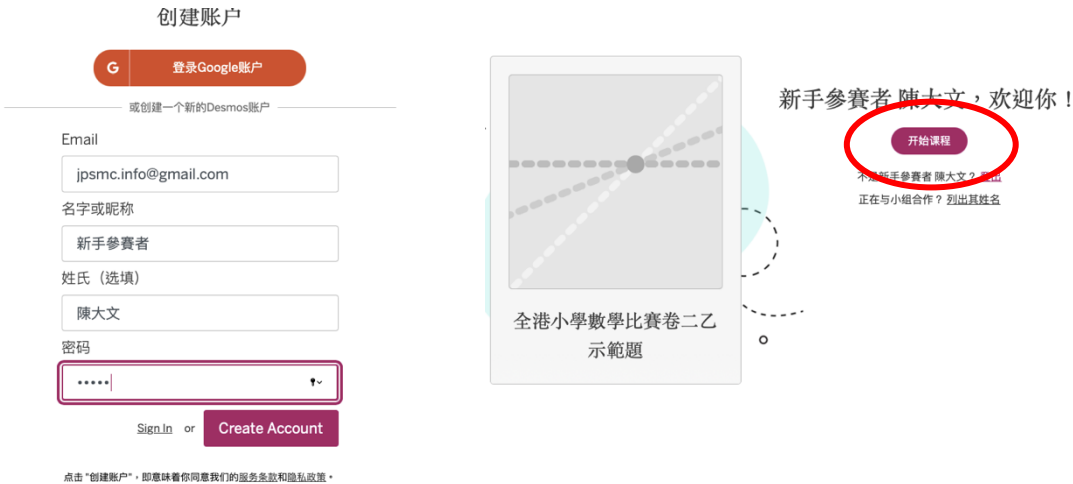 创建账户
G 登录Google账户
或创建一个新的Desmos账户
Email
jpsmc.info@gmail.com
名字或昵称
新手參賽者
姓氏（选填）
陳大文
密码
•••••
Sign In or Create Account
点击 "创建账户"，即意味着你同意我们的服务条款和隐私政策。
全港小學數學比賽卷二乙
示範題
新手參賽者 陳大文，欢迎你！
开始课程
不是新手參賽者 陳大文？ 登出
正在与小组合作？ 列出其姓名